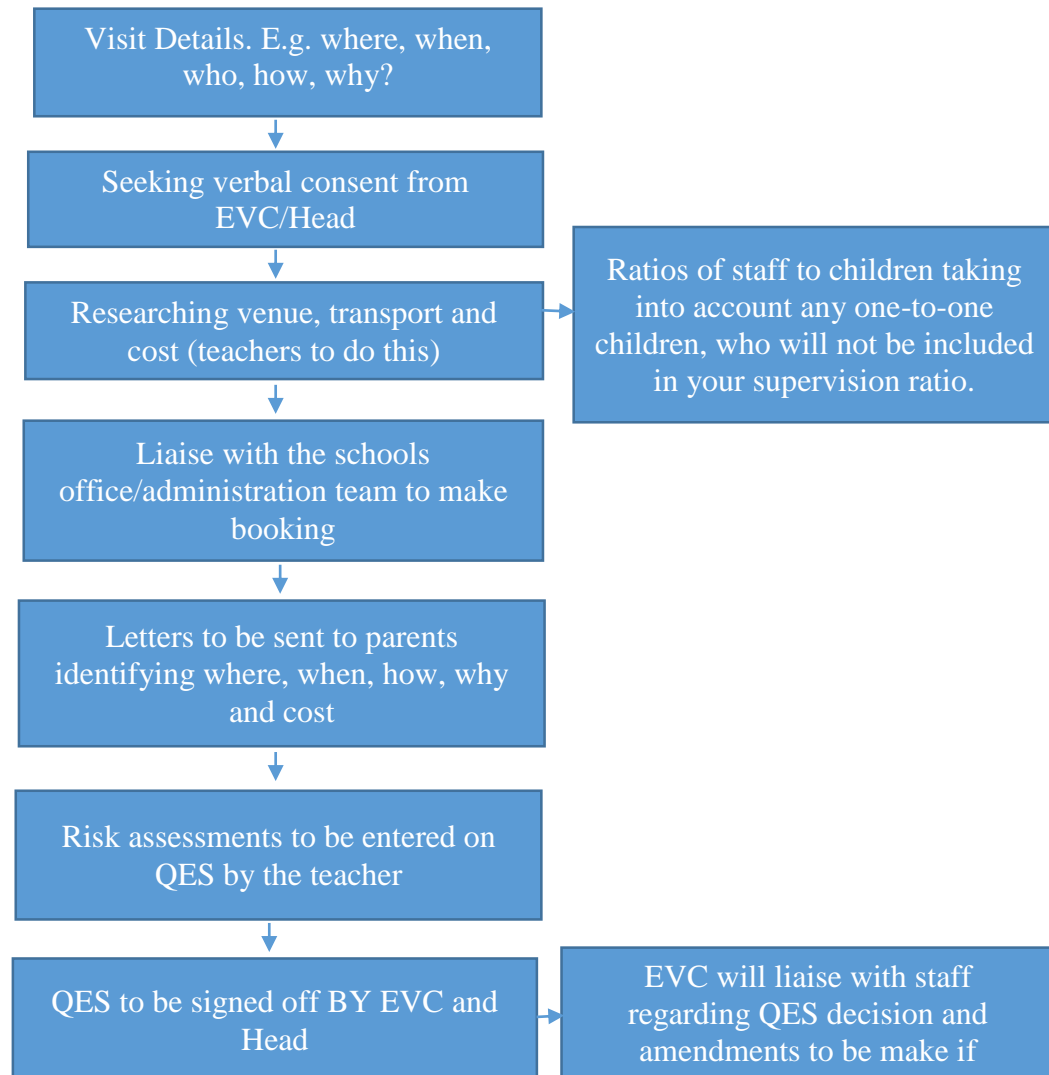 Visit Details. E.g. where, when,
who, how, why?
Seeking verbal consent from
EVC/Head
Researching venue, transport and
cost (teachers to do this)
Ratios of staff to children taking
into account any one-to-one
children, who will not be included
in your supervision ratio.
Liaise with the schools
office/administration team to make
booking
Letters to be sent to parents
identifying where, when, how, why
and cost
Risk assessments to be entered on
QES by the teacher
QES to be signed off BY EVC and
Head
EVC will liaise with staff
regarding QES decision and
amendments to be make if